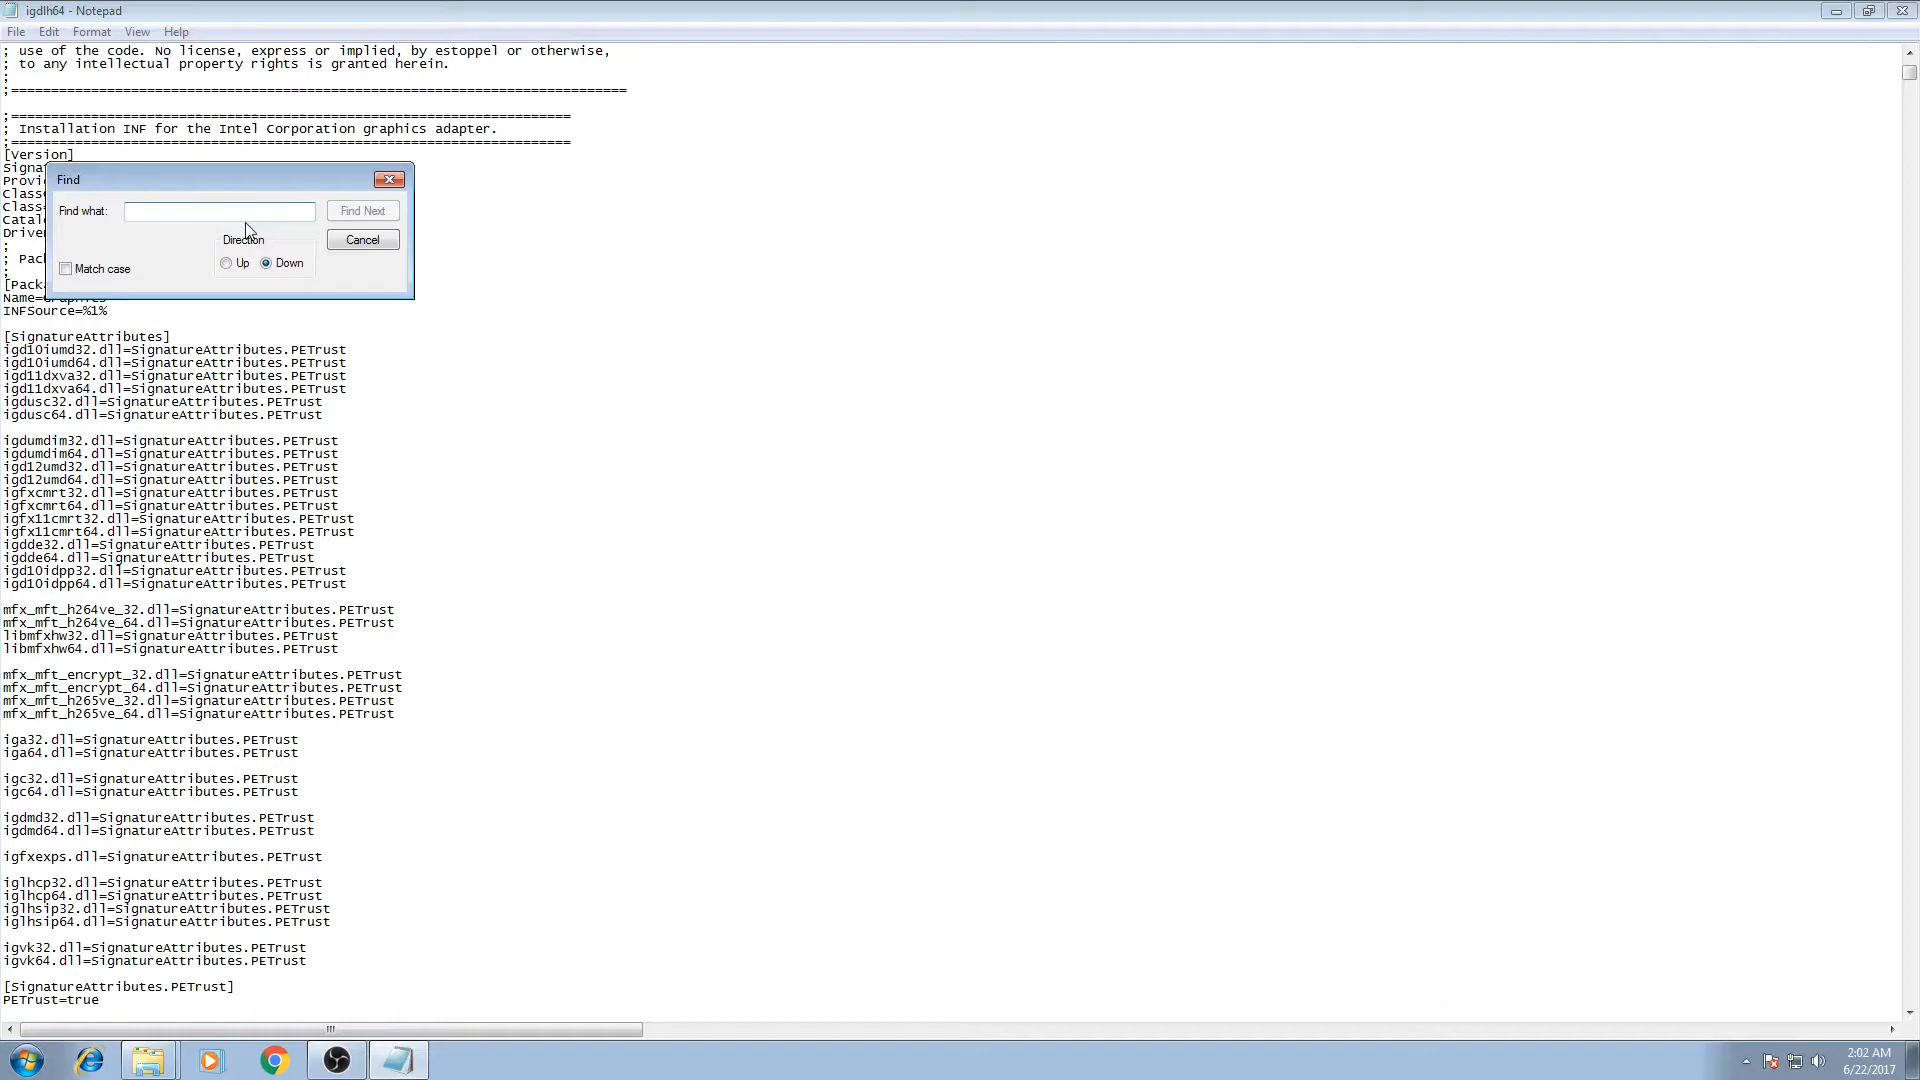 igdlh64 - Notepad
File Edit Format View Help
; use of the code. No license, express or implied, by estoppel or otherwise,
; to any intellectual property rights is granted herein.
;
;=============================================================================
;======================================================================
; Installation INF for the Intel Corporation graphics adapter.
;======================================================================
[Version]
Signa
Provi
Class
Class
Catal
Driver
;
; Pac
;
[Packa
Name=Graphics
INFSource=%1%
Find
Find what:
Find Next
Direction
Cancel
Up Down
Match case
[SignatureAttributes]
igd10iumd32.dll=SignatureAttributes.PETrust
igd10iumd64.dll=SignatureAttributes.PETrust
igd11dxva32.dll=SignatureAttributes.PETrust
igd11dxva64.dll=SignatureAttributes.PETrust
igdusc32.dll=SignatureAttributes.PETrust
igdusc64.dll=SignatureAttributes.PETrust
igdumdim32.dll=SignatureAttributes.PETrust
igdumdim64.dll=SignatureAttributes.PETrust
igd12umd32.dll=SignatureAttributes.PETrust
igd12umd64.dll=SignatureAttributes.PETrust
igfxcmrt32.dll=SignatureAttributes.PETrust
igfxcmrt64.dll=SignatureAttributes.PETrust
igfx11cmrt32.dll=SignatureAttributes.PETrust
igfx11cmrt64.dll=SignatureAttributes.PETrust
igdde32.dll=SignatureAttributes.PETrust
igdde64.dll=SignatureAttributes.PETrust
igd10idpp32.dll=SignatureAttributes.PETrust
igd10idpp64.dll=SignatureAttributes.PETrust
mfx_mft_h264ve_32.dll=SignatureAttributes.PETrust
mfx_mft_h264ve_64.dll=SignatureAttributes.PETrust
libmfxhw32.dll=SignatureAttributes.PETrust
libmfxhw64.dll=SignatureAttributes.PETrust
mfx_mft_encrypt_32.dll=SignatureAttributes.PETrust
mfx_mft_encrypt_64.dll=SignatureAttributes.PETrust
mfx_mft_h265ve_32.dll=SignatureAttributes.PETrust
mfx_mft_h265ve_64.dll=SignatureAttributes.PETrust
iga32.dll=SignatureAttributes.PETrust
iga64.dll=SignatureAttributes.PETrust
igc32.dll=SignatureAttributes.PETrust
igc64.dll=SignatureAttributes.PETrust
igdmd32.dll=SignatureAttributes.PETrust
igdmd64.dll=SignatureAttributes.PETrust
igfxexps.dll=SignatureAttributes.PETrust
iglhcp32.dll=SignatureAttributes.PETrust
iglhcp64.dll=SignatureAttributes.PETrust
iglhsip32.dll=SignatureAttributes.PETrust
iglhsip64.dll=SignatureAttributes.PETrust
igvk32.dll=SignatureAttributes.PETrust
igvk64.dll=SignatureAttributes.PETrust
[SignatureAttributes.PETrust]
PETrust=true
2:02 AM
6/22/2017